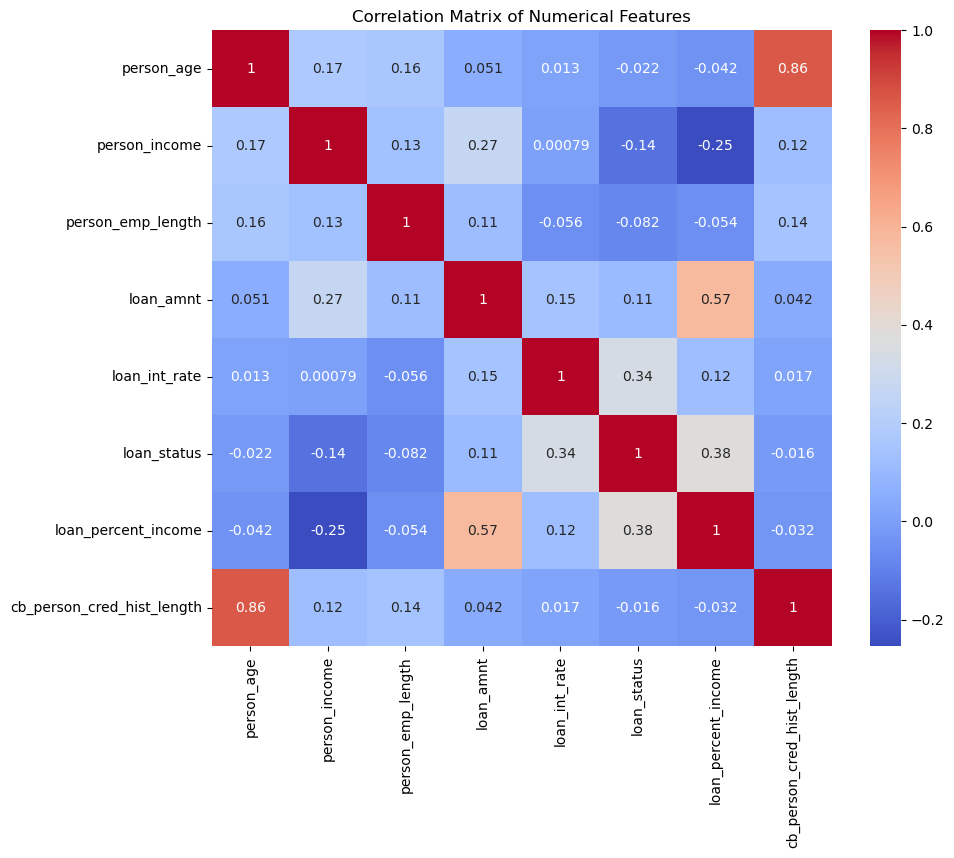 Correlation Matrix of Numerical Features
person_age 1 0.17 0.16 0.051 0.013 -0.022 -0.042 0.86
person_income 0.17 1 0.13 0.27 0.00079 -0.14 -0.25 0.12
person_emp_length 0.16 0.13 1 0.11 -0.056 -0.082 -0.054 0.14
loan_amnt 0.051 0.27 0.11 1 0.15 0.11 0.57 0.042
loan_int_rate 0.013 0.00079 -0.056 0.15 1 0.34 0.12 0.017
loan_status -0.022 -0.14 -0.082 0.11 0.34 1 0.38 -0.016
loan_percent_income -0.042 -0.25 -0.054 0.57 0.12 0.38 1 -0.032
cb_person_cred_hist_length 0.86 0.12 0.14 0.042 0.017 -0.016 -0.032 1
person_age
person_income
person_emp_length
loan_amnt
loan_int_rate
loan_status
loan_percent_income
cb_person_cred_hist_length
1.0
0.8
0.6
0.4
0.2
0.0
−0.2